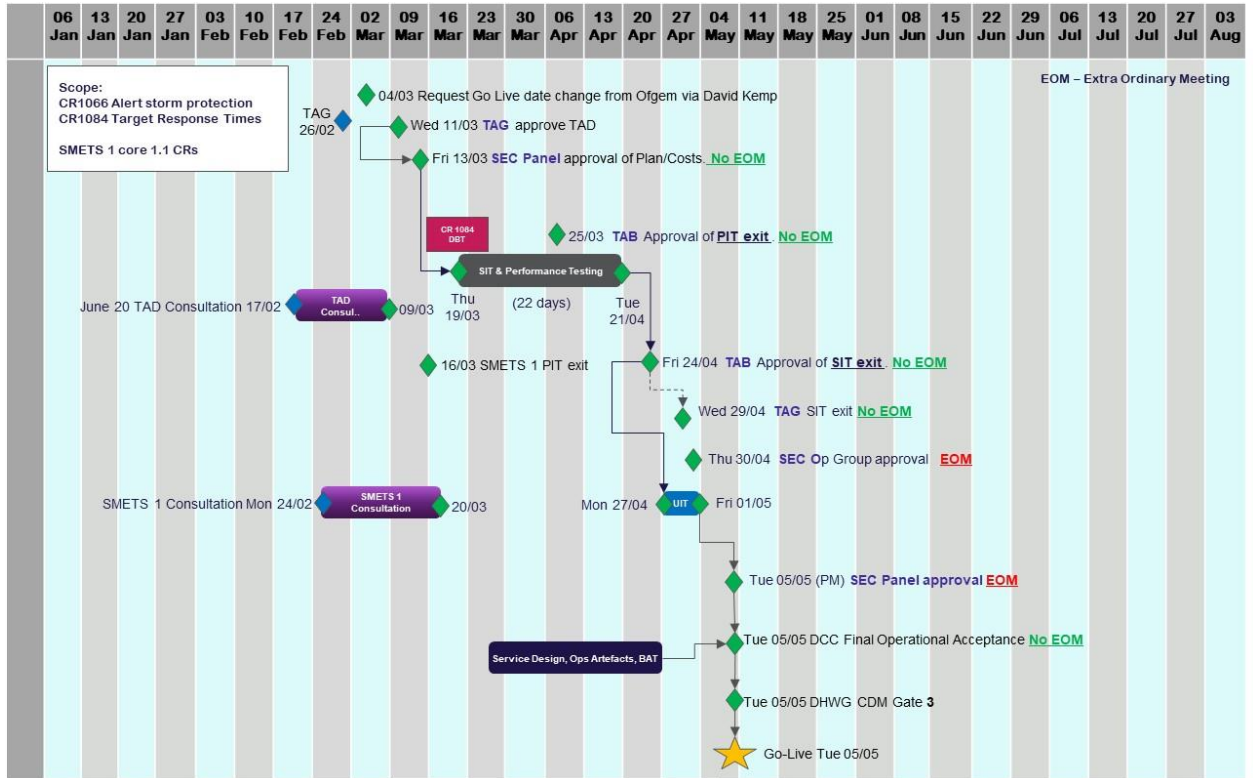 06 13 20 27 03 10 17 24 02 09 16 23 30 06 13 20 27 04 11 18 25 01 08 15 22 29 06 13 20 27 03
Jan Jan Jan Jan Feb Feb Feb Feb Mar Mar Mar Mar Mar Apr Apr Apr Apr May May May May Jun Jun Jun Jun Jun Jul Jul Jul Jul Aug
EOM – Extra Ordinary Meeting
Scope:
CR1066 Alert storm protection
CR1084 Target Response Times
SMETS 1 core 1.1 CRs
04/03 Request Go Live date change from Ofgem via David Kemp
TAG
26/02
Wed 11/03 TAG approve TAD
Fri 13/03 SEC Panel approval of Plan/Costs. No EOM
CR 1084
DBT
25/03 TAB Approval of PIT exit. No EOM
SIT & Performance Testing
Thu
19/03
(22 days)
Tue
21/04
June 20 TAD Consultation 17/02
TAD
Consul..
09/03
16/03 SMETS 1 PIT exit
Fri 24/04 TAB Approval of SIT exit. No EOM
Wed 29/04 TAG SIT exit No EOM
Thu 30/04 SEC Op Group approval EOM
SMETS 1 Consultation Mon 24/02
SMETS 1
Consultation
20/03
Mon 27/04
UIT
Fri 01/05
Tue 05/05 (PM) SEC Panel approval EOM
Tue 05/05 DCC Final Operational Acceptance No EOM
Service Design, Ops Artefacts, BAT
Tue 05/05 DHWG CDM Gate 3
Go-Live Tue 05/05